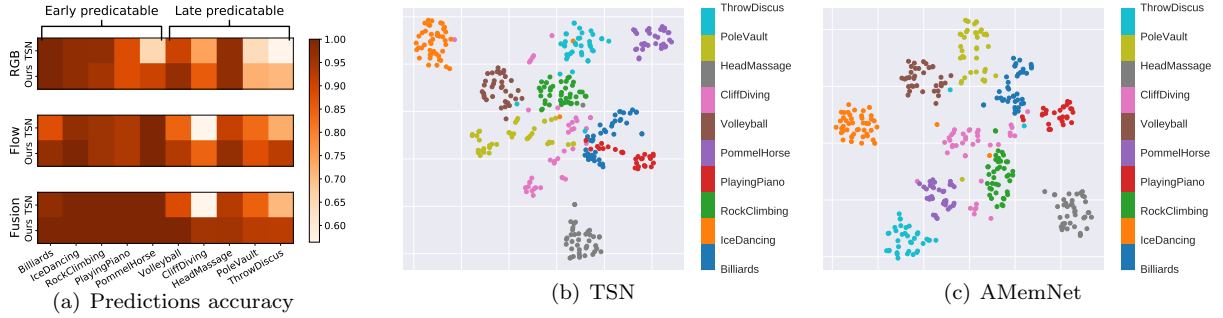 Early predicatable Late predicatable
RGB
Ours TSN
Flow
Ours TSN
Fusion
Ours TSN
1.00
0.95
0.90
0.85
0.80
0.75
0.70
0.65
0.60
Billiards
IceDancing
RockClimbing
PlayingPiano
PommelHorse
Volleyball
CliffDiving
HeadMassage
PoleVault
ThrowDiscus
(a) Predictions accuracy
ThrowDiscus
PoleVault
HeadMassage
CliffDiving
Volleyball
PommelHorse
PlayingPiano
RockClimbing
IceDancing
Billiards
(b) TSN
ThrowDiscus
PoleVault
HeadMassage
CliffDiving
Volleyball
PommelHorse
PlayingPiano
RockClimbing
IceDancing
Billiards
(c) AMemNet